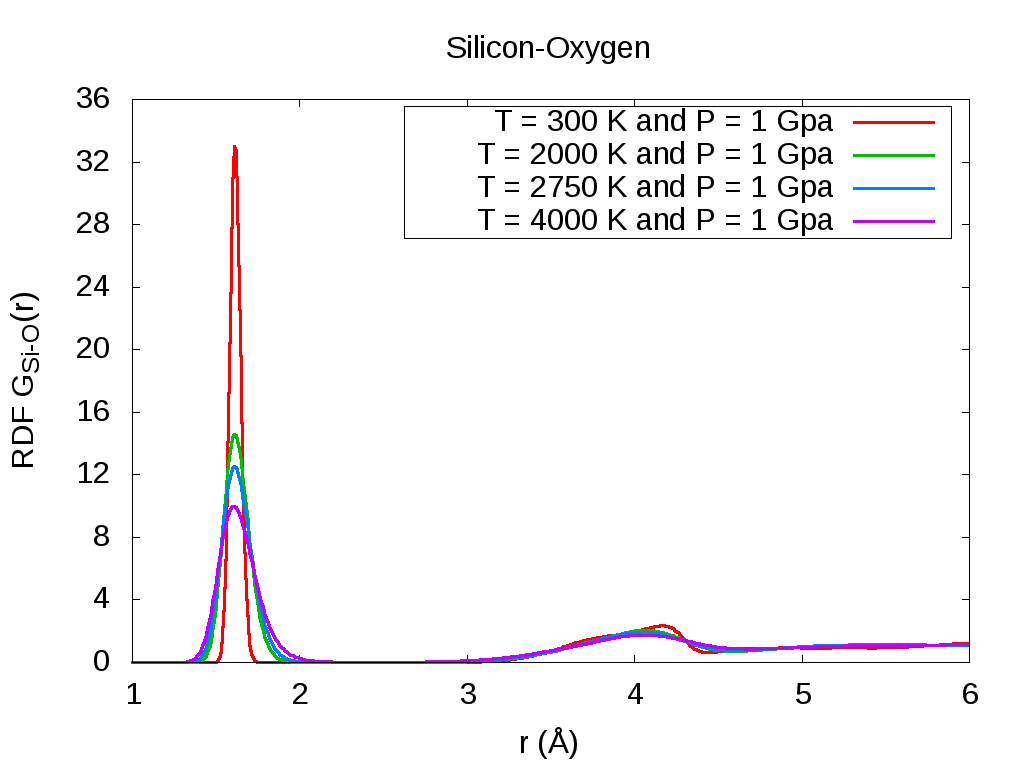 Silicon-Oxygen
T = 300 K and P = 1 Gpa
T = 2000 K and P = 1 Gpa
T = 2750 K and P = 1 Gpa
T = 4000 K and P = 1 Gpa
RDF GSi-O(r)
36
32
28
24
20
16
12
8
4
0
1 2 3 4 5 6
r (Å)